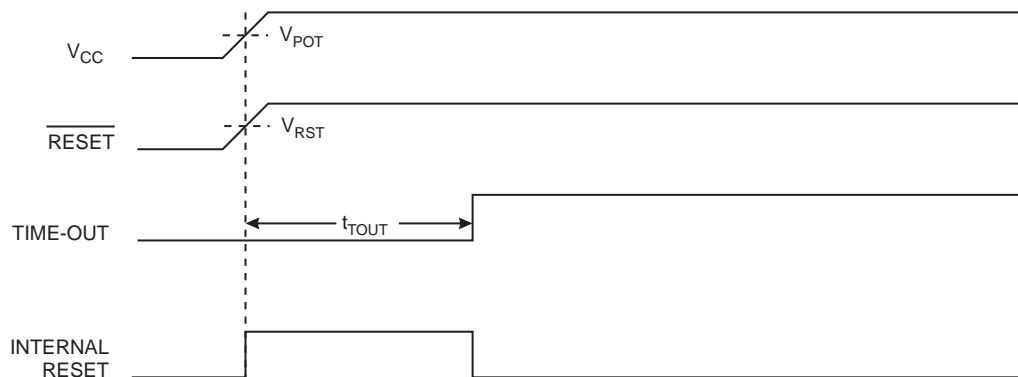 V_POT
V_CC
RESET
V_RST
t_TOUT
TIME-OUT
INTERNAL
RESET